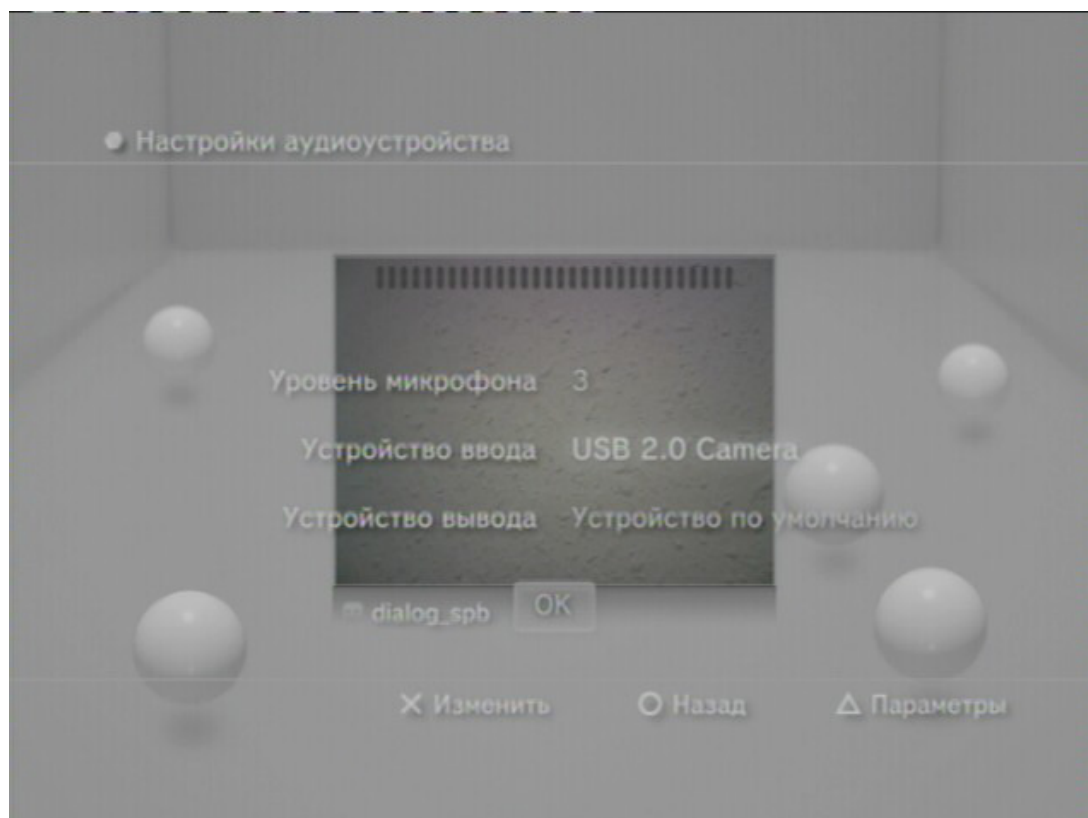 Настройки аудиоустройства
Уровень микрофона 3
Устройство ввода USB 2.0 Camera
Устройство вывода Устройство по умолчанию
dialog_spb OK
X Изменить O Назад △ Параметры